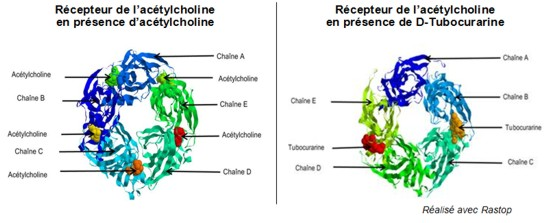 Récepteur de l'acétylcholine
en présence d'acétylcholine
Chaîne A
Acétylcholine
Acétylcholine
Chaîne B
Chaîne E
Acétylcholine
Acétylcholine
Chaîne C
Acétylcholine
Chaîne D
Récepteur de l'acétylcholine
en présence de D-Tubocurarine
Chaîne A
Chaîne E
Chaîne B
Tubocurarine
Tubocurarine
Chaîne D
Chaîne C
Réalisé avec Rastop